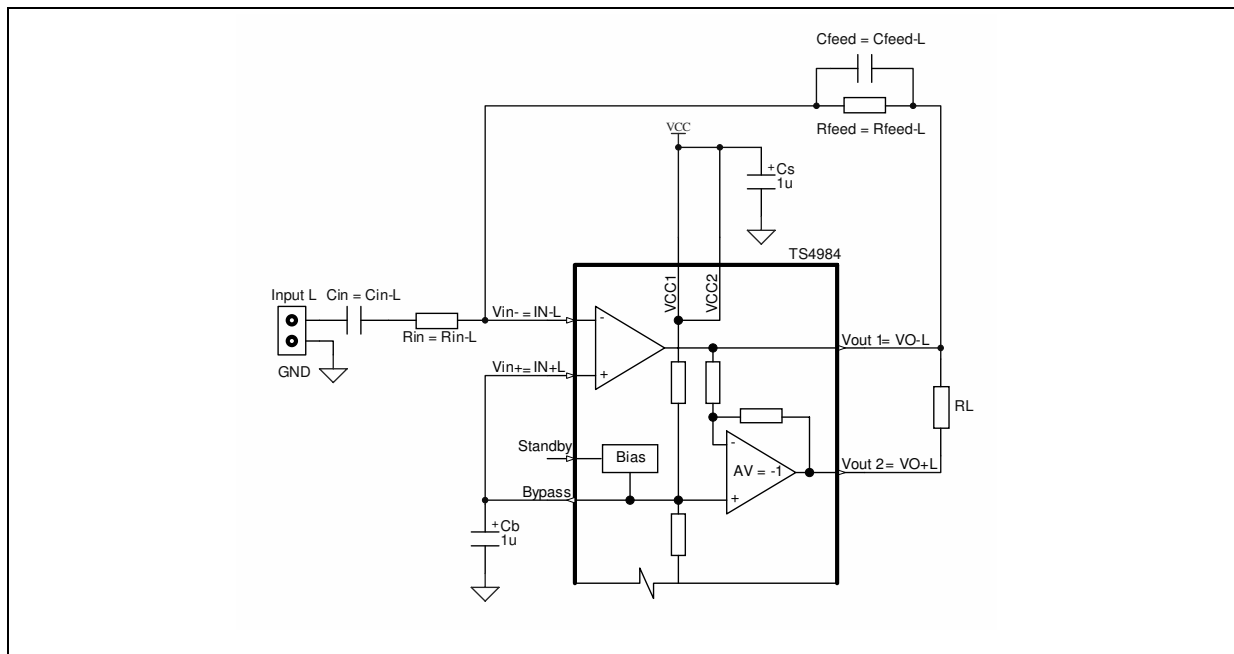 Cfeed = Cfeed-L
Rfeed = Rfeed-L
VCC
+
Cs
1u
TS4984
VCC1
VCC2
Input L
Cin = Cin-L
Rin = Rin-L
GND
Vin- = IN-L
-
Vin+= IN+L
+
Vout 1= VO-L
RL
Standby
Bias
-
AV = -1
+
Vout 2= VO+L
Bypass
+
Cb
1u